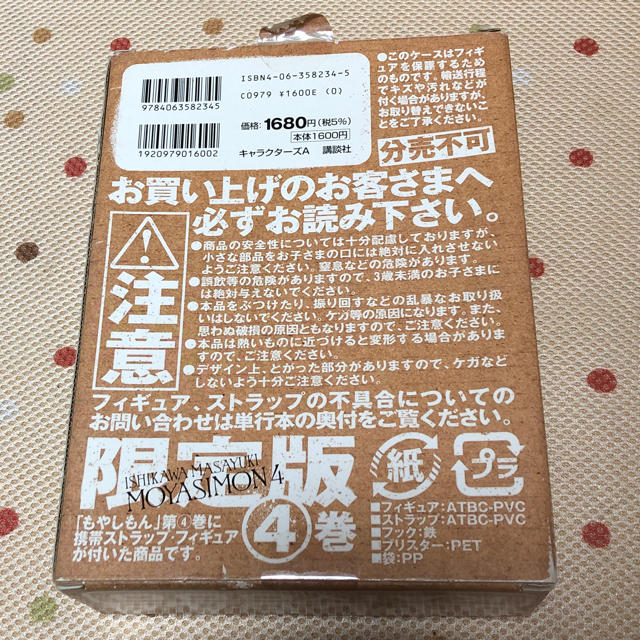 ISBN4-06-358234-5
C0979 ¥1600E (0)
9784063582345
1920979016002
価格:1680円(税5%)
本体1600円
キャラクターズA 講談社
●このケースはフィギ
ュアを保護するため
のものです。輸送行程
でキズや汚れなどが
付く場合がありますが、
お取り替えできないこ
とをご了承ください。
分売不可
お買い上げのお客さまへ
必ずお読み下さい。
注意
●商品の安全性については十分配慮しておりますが、
小さな部品をお子さまの口には絶対に入れさせない
ようご注意ください。窒息などの危険があります。
●誤飲等の危険がありますので、3歳未満のお子さまに
は絶対与えないでください。
●本品をぶつけたり、振り回すなどの乱暴なお取り扱
いはしないでください。ケガ等の原因になります。また、
思わぬ破損の原因ともなりますので、ご注意ください。
●本品は熱いものに近づけると変形する場合がありま
すので、ご注意ください。
●デザイン上、とがった部分がありますので、ケガなど
しないよう十分ご注意ください。
フィギュア、ストラップの不具合についての
お問い合わせは単行本の奥付をご覧ください。
限定版
ISHIKAWA MASAYUKI
MOYASIMON 4
④巻
「もやしもん」第④巻に
携帯ストラップ・フィギュア
が付いた商品です。
紙
プラ
■フィギュア:ATBC-PVC
■ストラップ:ATBC-PVC
■フック:鉄
■ブリスター:PET
■袋:PP